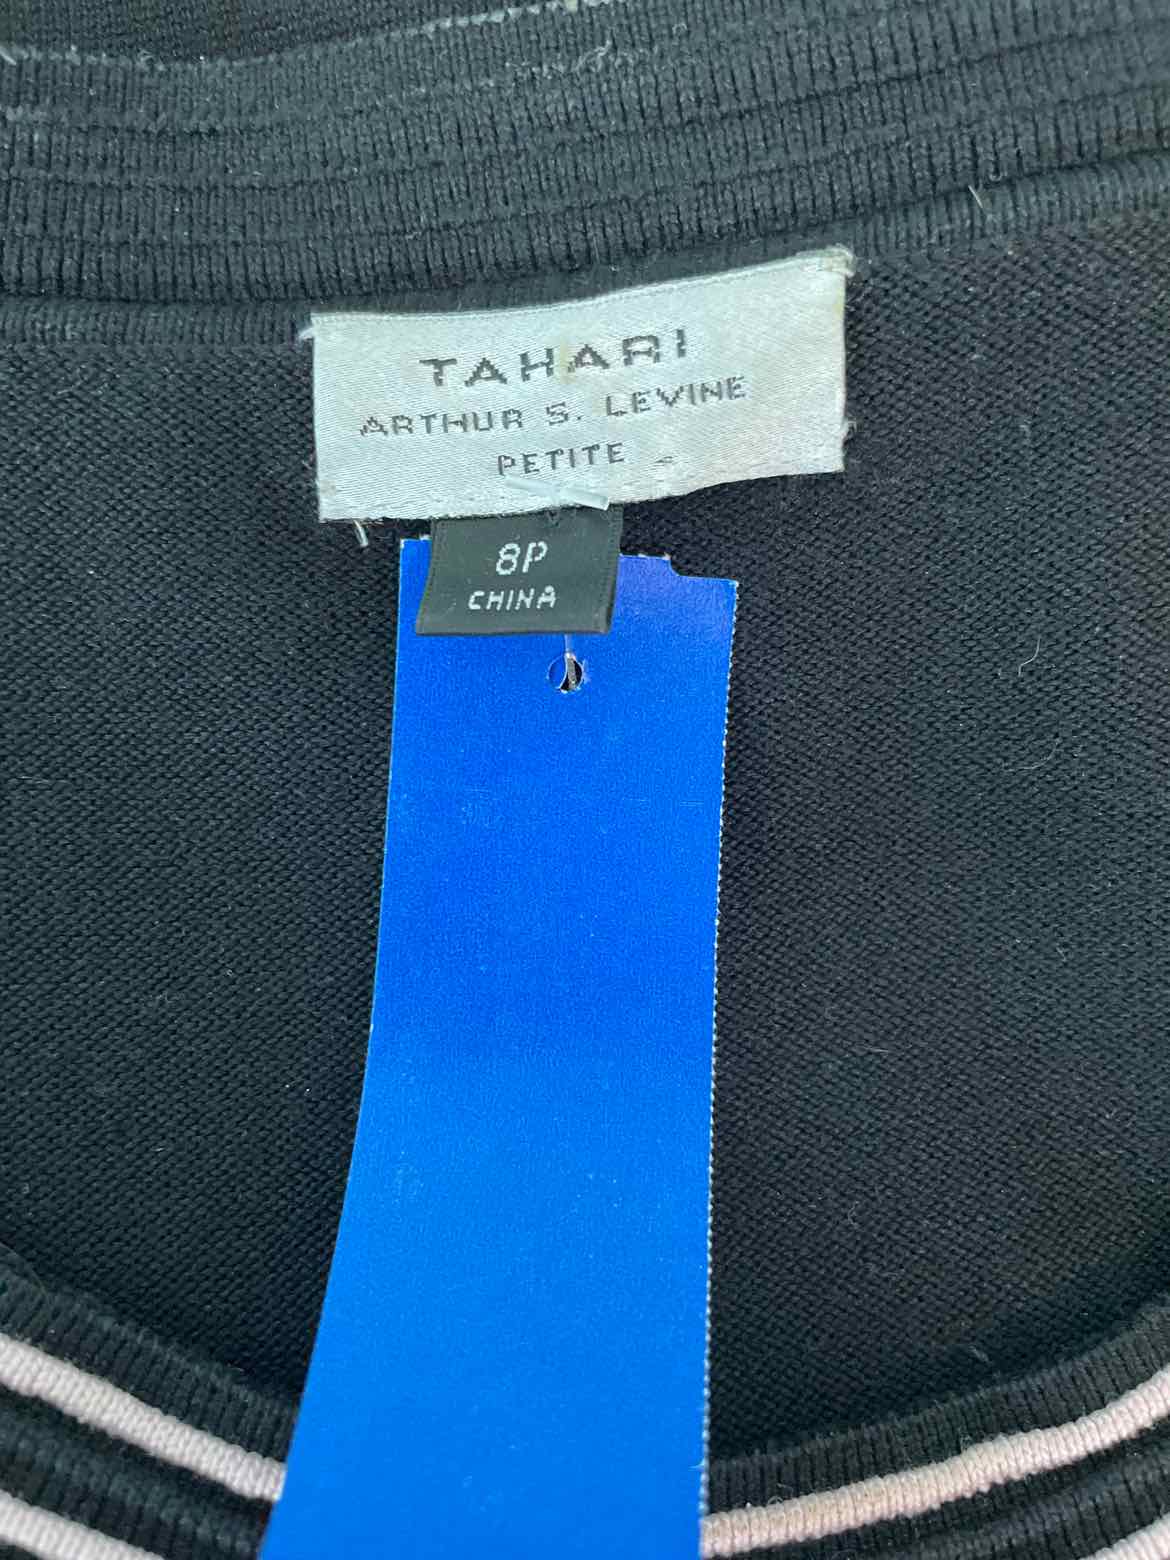 TAHARI
ARTHUR S. LEVINE
PETITE
8P
CHINA